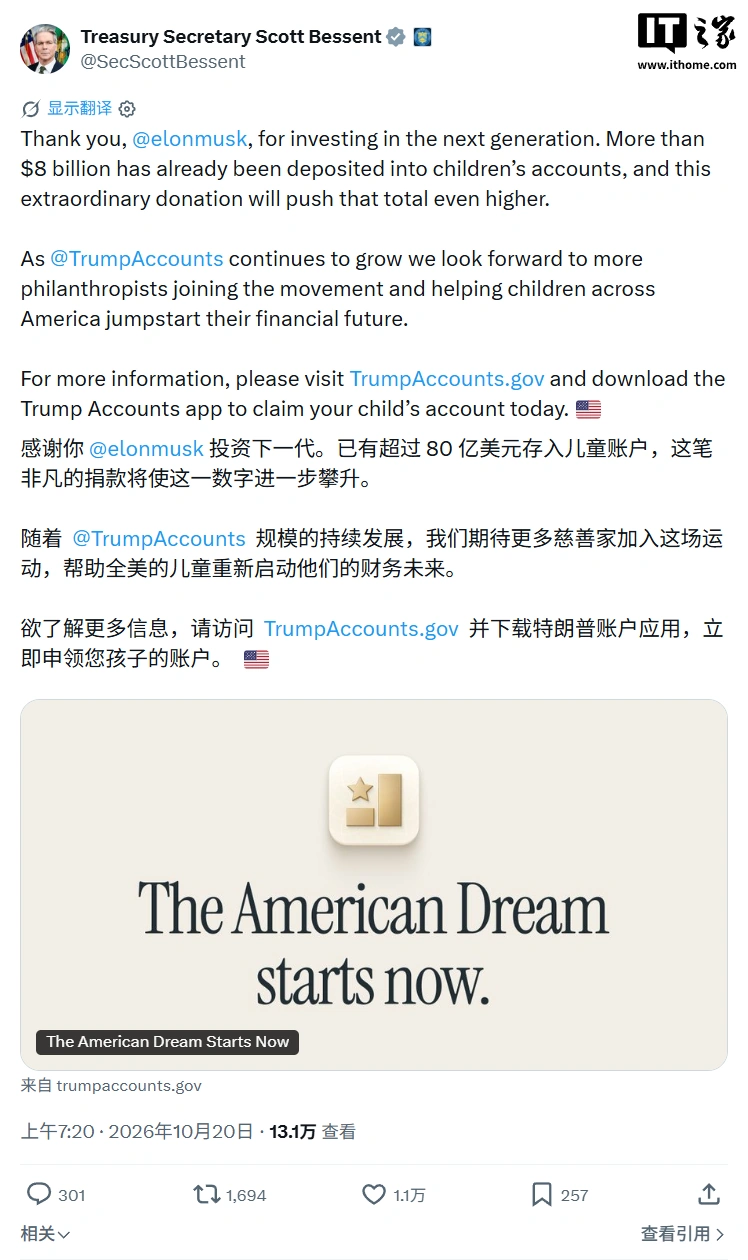 Treasury Secretary Scott Bessent
@SecScottBessent
IT之家
www.ithome.com
显示翻译
Thank you, @elonmusk, for investing in the next generation. More than
$8 billion has already been deposited into children’s accounts, and this
extraordinary donation will push that total even higher.
As @TrumpAccounts continues to grow we look forward to more
philanthropists joining the movement and helping children across
America jumpstart their financial future.
For more information, please visit TrumpAccounts.gov and download the
Trump Accounts app to claim your child’s account today. 🇺🇸
感谢你 @elonmusk 投资下一代。已有超过 80 亿美元存入儿童账户，这笔
非凡的捐款将使这一数字进一步攀升。
随着 @TrumpAccounts 规模的持续发展，我们期待更多慈善家加入这场运
动，帮助全美的儿童重新启动他们的财务未来。
欲了解更多信息，请访问 TrumpAccounts.gov 并下载特朗普账户应用，立
即申领您孩子的账户。 🇺🇸
The American Dream
starts now.
The American Dream Starts Now
来自 trumpaccounts.gov
上午7:20 · 2026年10月20日 · 13.1万 查看
301 1,694 1.1万 257
相关 查看引用